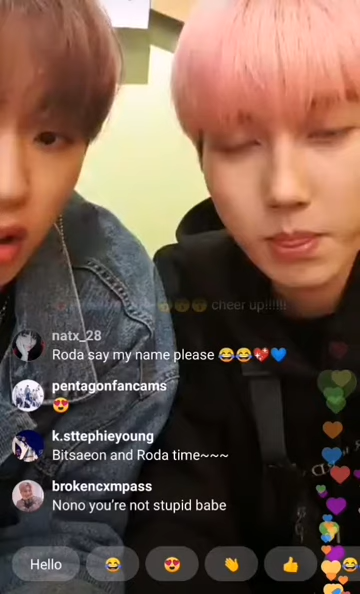 cheer up!!!!!!
natx_28
Roda say my name please 😂😂💖💙
pentagonfancams
😍
k.sttephieyoung
Bitsaeon and Roda time~~~
brokencxmpass
Nono you're not stupid babe
Hello 😂 😍 👏 👍 😂